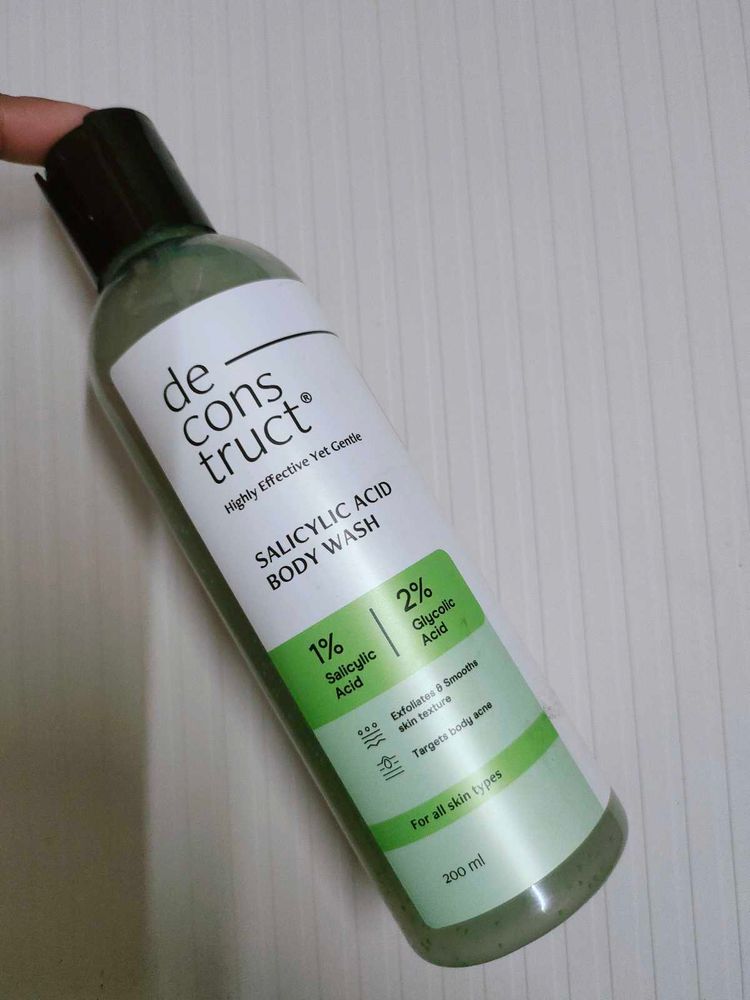 de
cons
truct®
Highly Effective Yet Gentle
SALICYLIC ACID
BODY WASH
1%
Salicylic
Acid
2%
Glycolic
Acid
Exfoliates & Smooths
skin texture
Targets body acne
For all skin types
200 ml